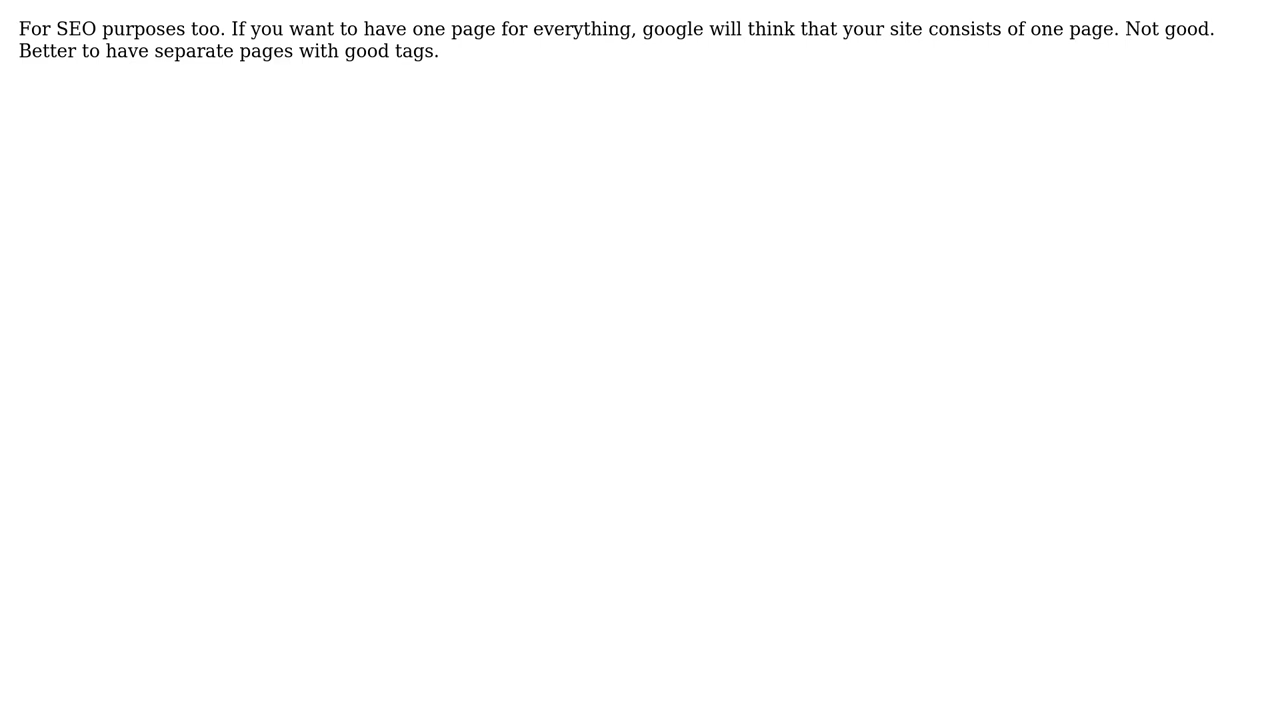 For SEO purposes too. If you want to have one page for everything, google will think that your site consists of one page. Not good.
Better to have separate pages with good tags.